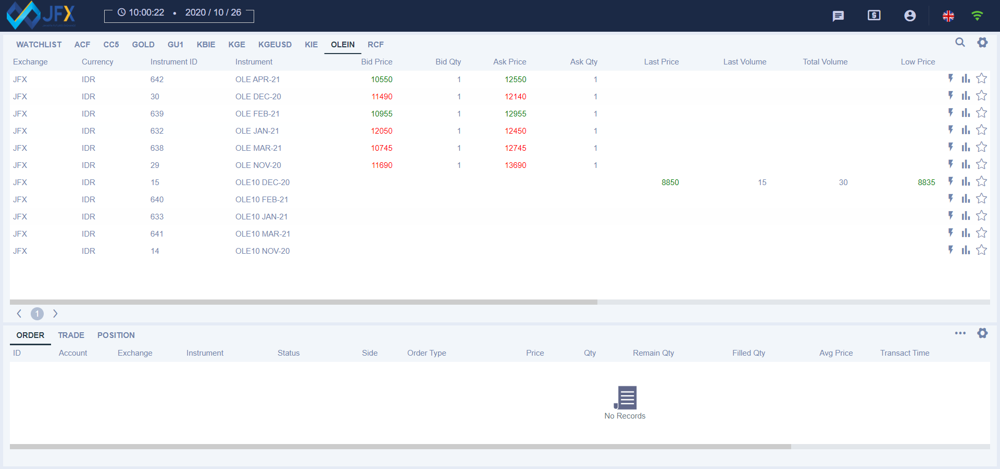 JFX 10:00:22 • 2020 / 10 / 26
WATCHLIST ACF CC5 GOLD GU1 KBIE KGE KGEUSD KIE OLEIN RCF
Exchange Currency Instrument ID Instrument Bid Price Bid Qty Ask Price Ask Qty Last Price Last Volume Total Volume Low Price
JFX IDR 642 OLE APR-21 10550 1 12550 1
JFX IDR 30 OLE DEC-20 11490 1 12140 1
JFX IDR 639 OLE FEB-21 10955 1 12955 1
JFX IDR 632 OLE JAN-21 12050 1 12450 1
JFX IDR 638 OLE MAR-21 10745 1 12745 1
JFX IDR 29 OLE NOV-20 11690 1 13690 1
JFX IDR 15 OLE10 DEC-20 8850 15 30 8835
JFX IDR 640 OLE10 FEB-21
JFX IDR 633 OLE10 JAN-21
JFX IDR 641 OLE10 MAR-21
JFX IDR 14 OLE10 NOV-20
1
ORDER TRADE POSITION
ID Account Exchange Instrument Status Side Order Type Price Qty Remain Qty Filled Qty Avg Price Transact Time
No Records